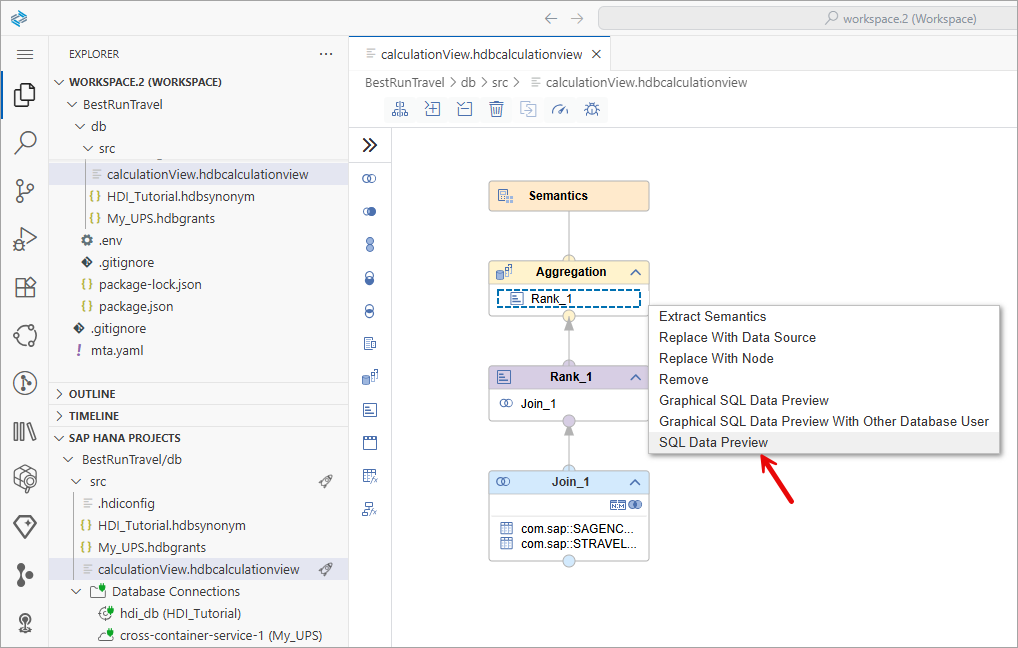 workspace.2 (Workspace)
EXPLORER
WORKSPACE.2 (WORKSPACE)
BestRunTravel
db
src
calculationView.hdbcalculationview
HDI_Tutorial.hdbsynonym
My_UPS.hdbgrants
.env
.gitignore
package-lock.json
package.json
.gitignore
mta.yaml
OUTLINE
TIMELINE
SAP HANA PROJECTS
BestRunTravel/db
src
.hdiconfig
HDI_Tutorial.hdbsynonym
My_UPS.hdbgrants
calculationView.hdbcalculationview
Database Connections
hdi_db (HDI_Tutorial)
cross-container-service-1 (My_UPS)
calculationView.hdbcalculationview
BestRunTravel > db > src > calculationView.hdbcalculationview
Semantics
Aggregation
Rank_1
Rank_1
Join_1
Join_1
N:M
com.sap::SAGENC...
com.sap::STRAVEL...
Extract Semantics
Replace With Data Source
Replace With Node
Remove
Graphical SQL Data Preview
Graphical SQL Data Preview With Other Database User
SQL Data Preview